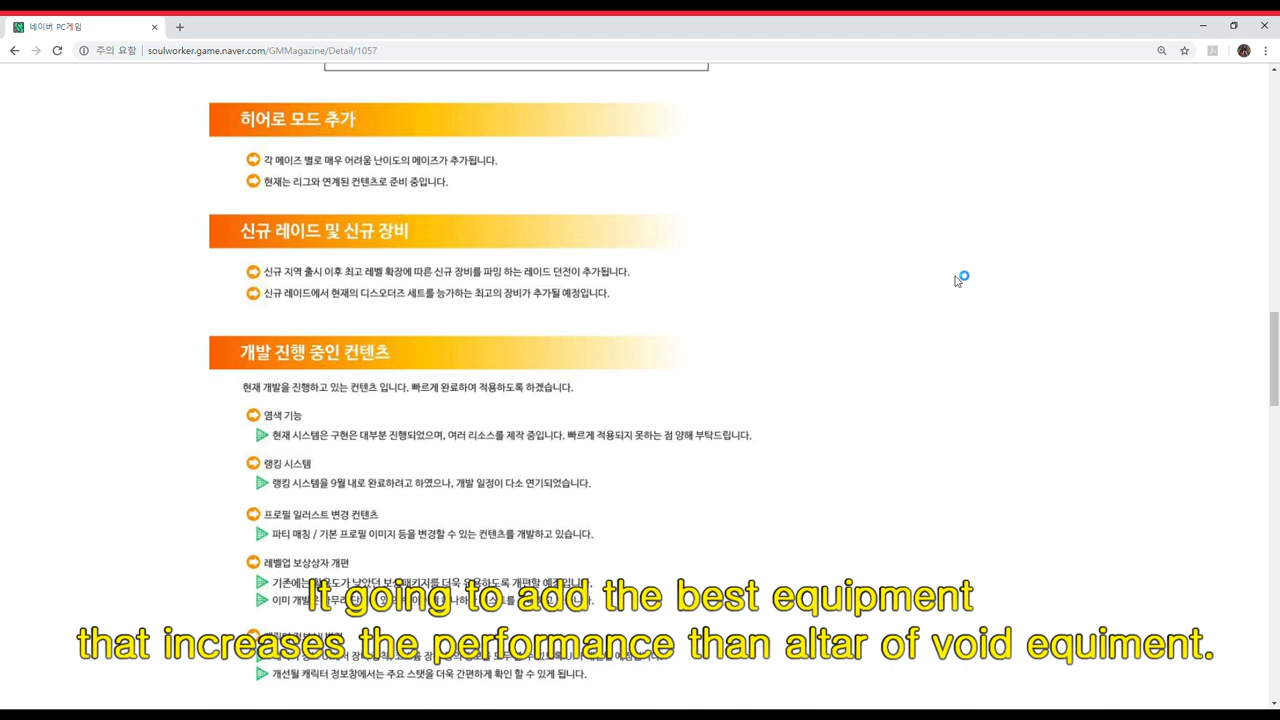 네이버 PC게임
주의 요함
soulworker.game.naver.com/GMMagazine/Detail/1057
히어로 모드 추가
각 메이즈 별로 매우 어려움 난이도의 메이즈가 추가됩니다.
현재는 리그와 연계된 컨텐츠로 준비 중입니다.
신규 레이드 및 신규 장비
신규 지역 출시 이후 최고 레벨 확장에 따른 신규 장비를 파밍 하는 레이드 던전이 추가됩니다.
신규 레이드에서 현재의 디스오더즈 세트를 능가하는 최고의 장비가 추가될 예정입니다.
개발 진행 중인 컨텐츠
현재 개발을 진행하고 있는 컨텐츠 입니다. 빠르게 완료하여 적용하도록 하겠습니다.
염색 기능
현재 시스템은 구현은 대부분 진행되었으며, 여러 리소스를 제작 중입니다. 빠르게 적용되지 못하는 점 양해 부탁드립니다.
랭킹 시스템
랭킹 시스템을 9월 내로 완료하려고 하였으나, 개발 일정이 다소 연기되었습니다.
프로필 일러스트 변경 컨텐츠
파티 매칭 / 기본 프로필 이미지 등을 변경할 수 있는 컨텐츠를 개발하고 있습니다.
레벨업 보상상자 개편
기존에는 낮았던 더욱 개편할
It going to add the best equipment
that increases the performance than altar of void equiment.
개선될 캐릭터 정보창에서는 주요 스탯을 더욱 간편하게 확인 할 수 있게 됩니다.